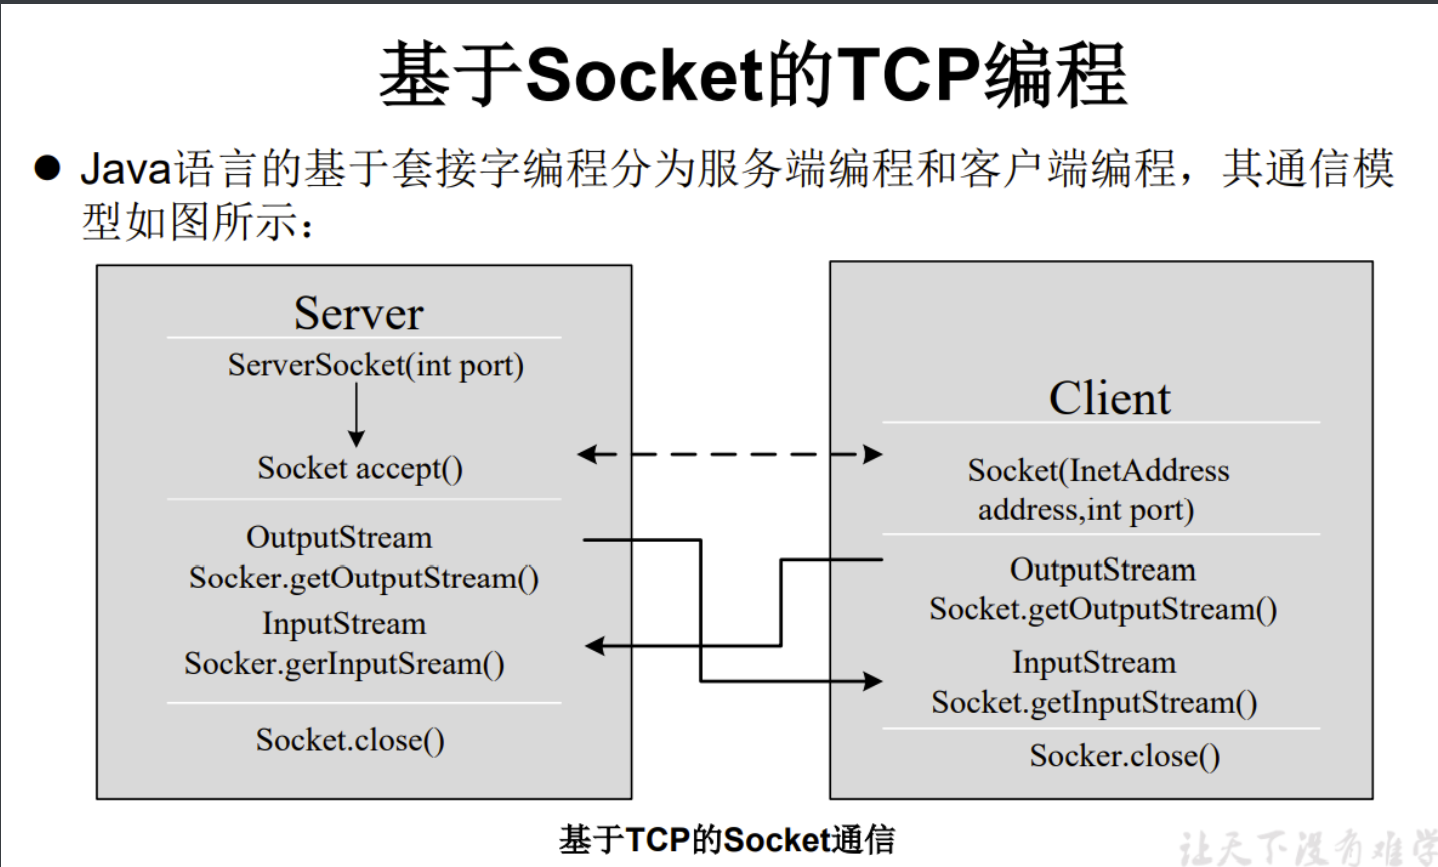 基于Socket的TCP编程
● Java语言的基于套接字编程分为服务端编程和客户端编程，其通信模
型如图所示：
Server
ServerSocket(int port)
Socket accept()
OutputStream
Socker.getOutputStream()
InputStream
Socker.gerInputSream()
Socket.close()
Client
Socket(InetAddress
address,int port)
OutputStream
Socket.getOutputStream()
InputStream
Socket.getInputStream()
Socker.close()
基于TCP的Socket通信
让天下没有难学